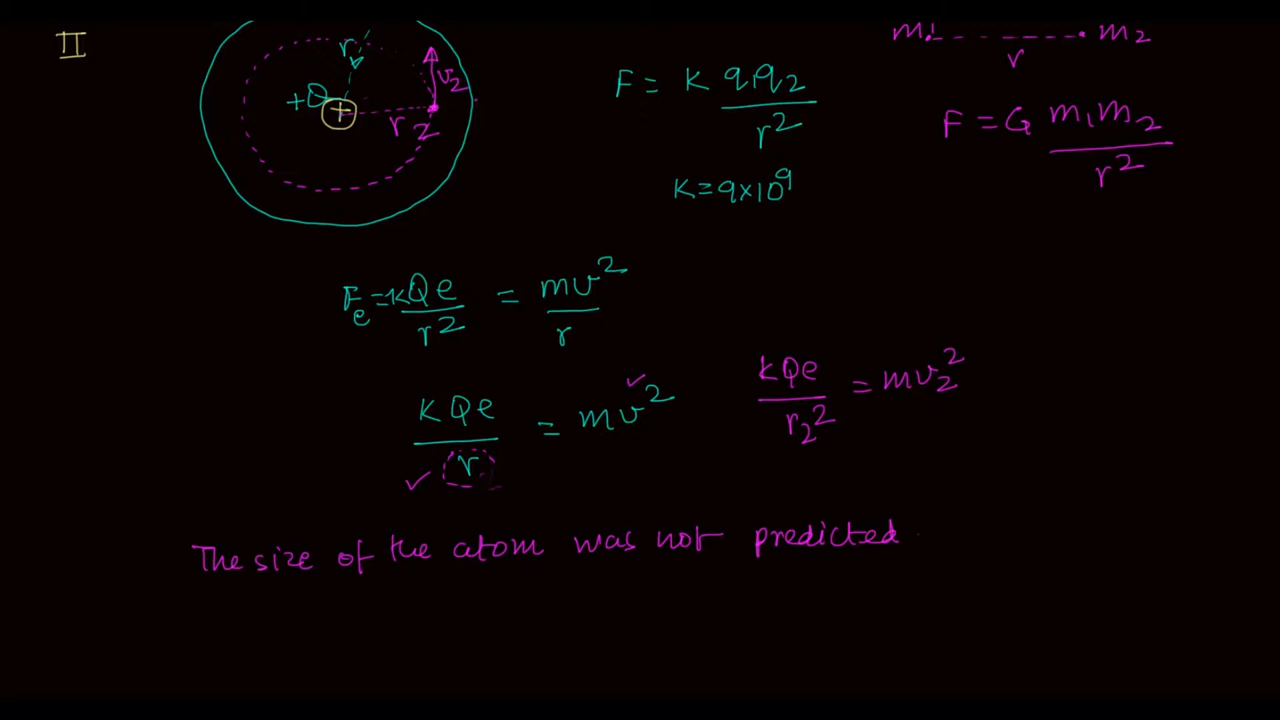 II
m₁ m₂
r
r
v₂
+Q
+
r₂
F = K q₁q₂/r²
F = G m₁m₂/r²
K = 9×10⁹
Fe = KQe/r² = mv²/r
KQe/r = mv²
KQe/r₂² = mv₂²
The size of the atom was not predicted